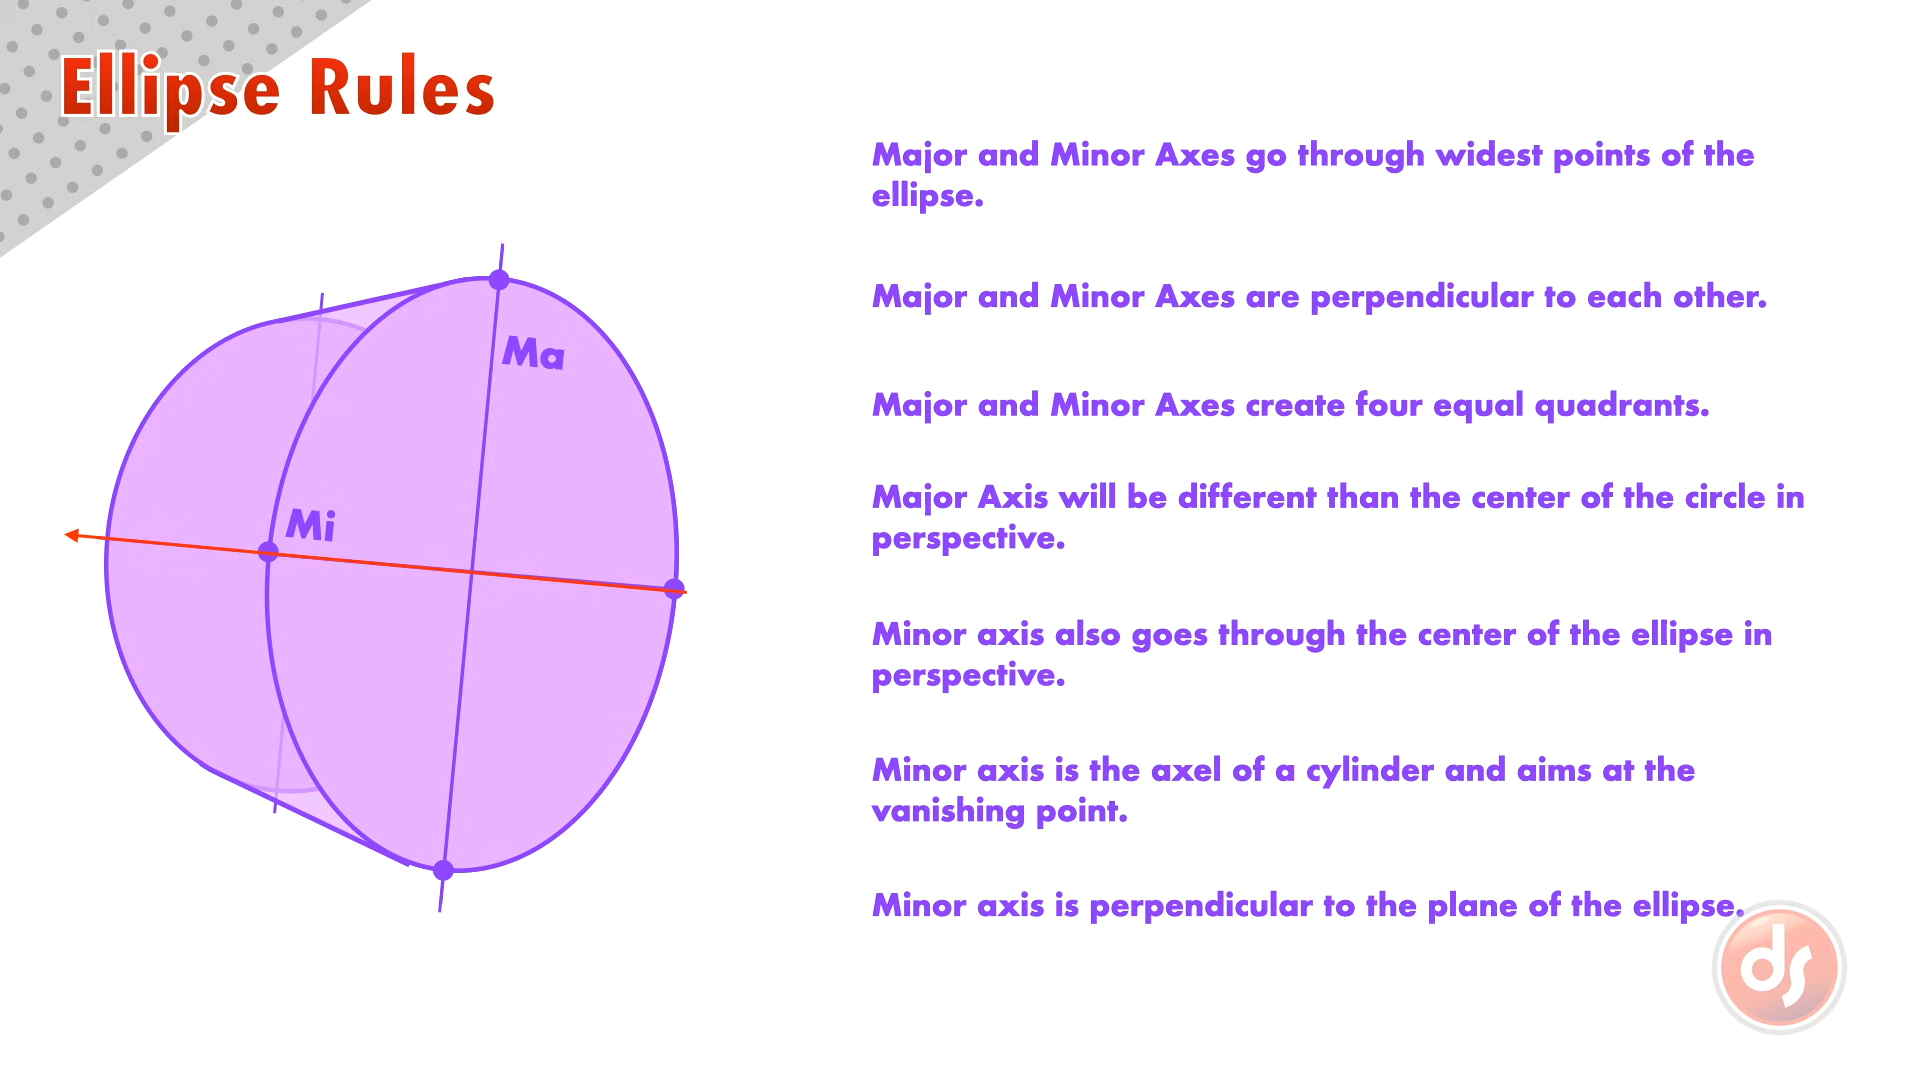 Ellipse Rules
Major and Minor Axes go through widest points of the
ellipse.
Major and Minor Axes are perpendicular to each other.
Major and Minor Axes create four equal quadrants.
Major Axis will be different than the center of the circle in
perspective.
Minor axis also goes through the center of the ellipse in
perspective.
Minor axis is the axel of a cylinder and aims at the
vanishing point.
Minor axis is perpendicular to the plane of the ellipse.
Ma
Mi
ds